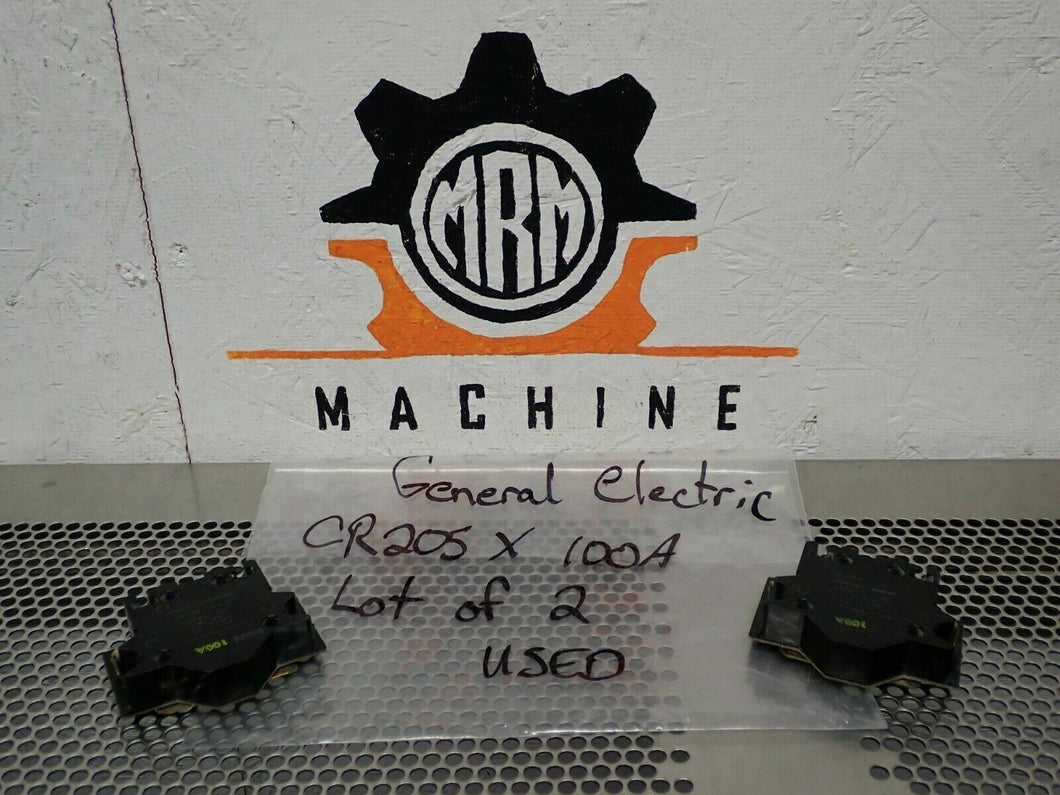 MRM
MACHINE
General Electric
CR205 X 100A
Lot of 2
USED
100A
100A